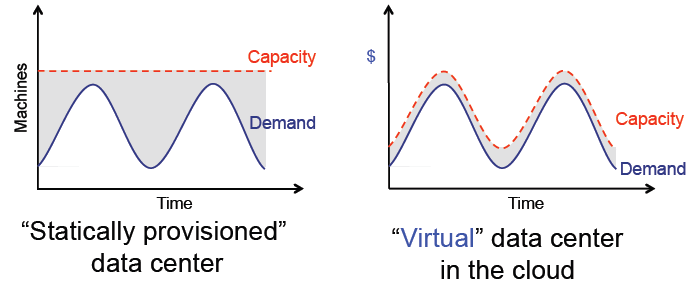 Capacity
Machines
Demand
Time
“Statically provisioned”
data center
$
Capacity
Demand
Time
“Virtual” data center
in the cloud